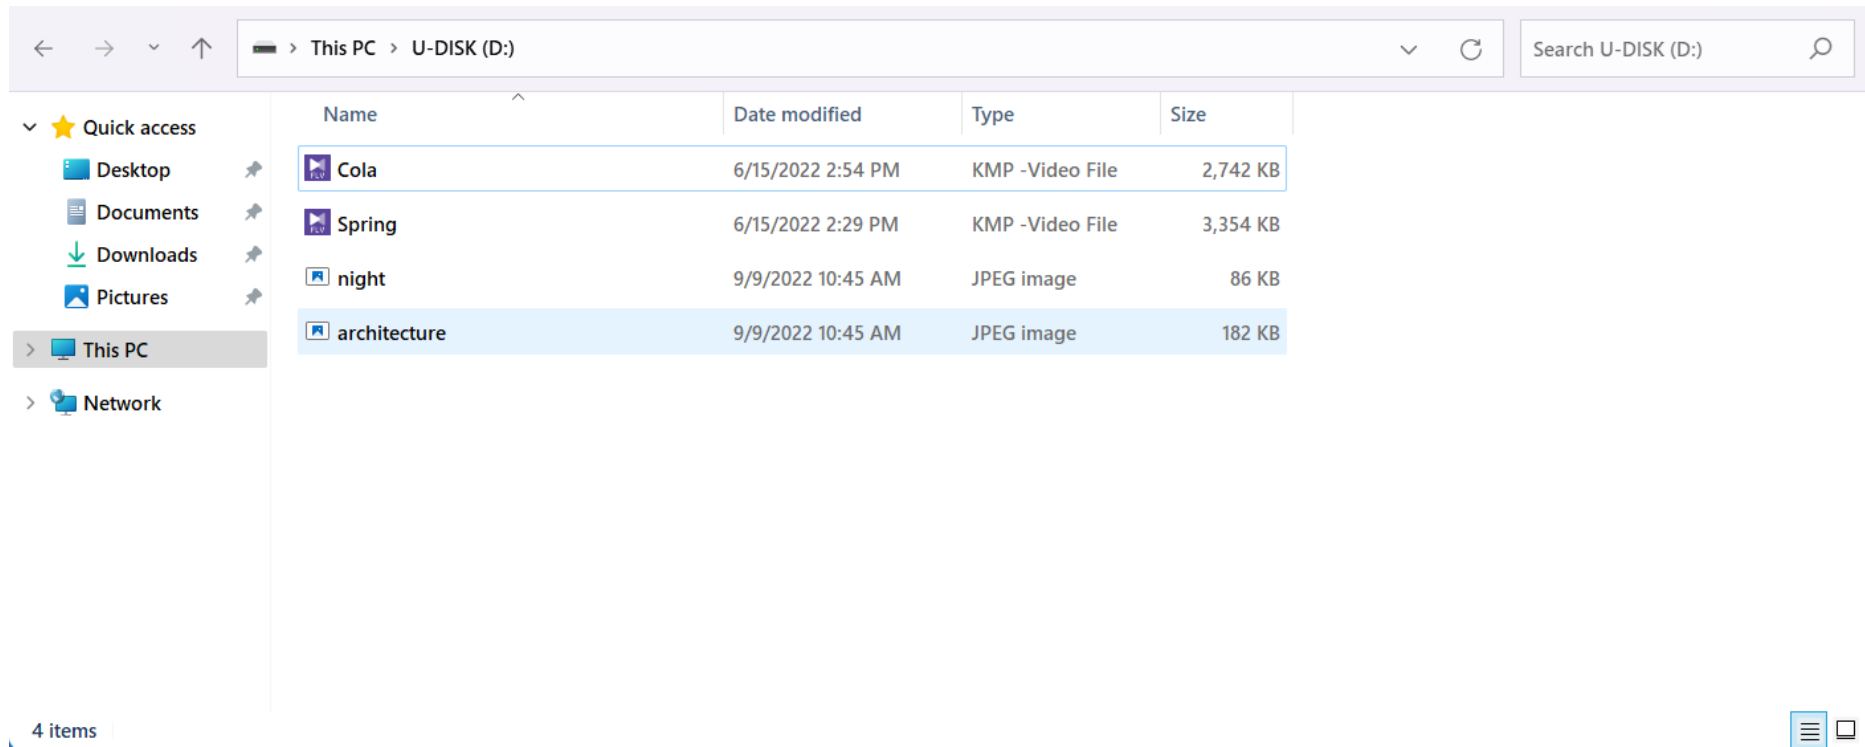 This PC > U-DISK (D:)
Search U-DISK (D:)
Quick access
Desktop
Documents
Downloads
Pictures
This PC
Network
Name Date modified Type Size
FLV Cola 6/15/2022 2:54 PM KMP -Video File 2,742 KB
FLV Spring 6/15/2022 2:29 PM KMP -Video File 3,354 KB
night 9/9/2022 10:45 AM JPEG image 86 KB
architecture 9/9/2022 10:45 AM JPEG image 182 KB
4 items